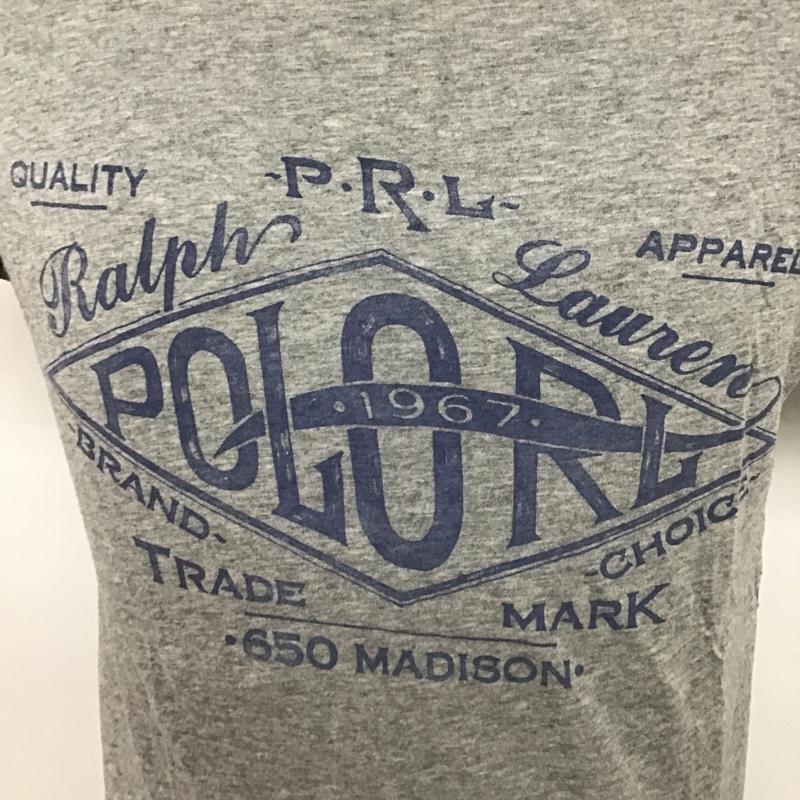 QUALITY
~P·R·L~
APPAREL
Ralph Lauren
POLO RL
·1967·
-BRAND-
-CHOICE-
TRADE MARK
·650 MADISON·